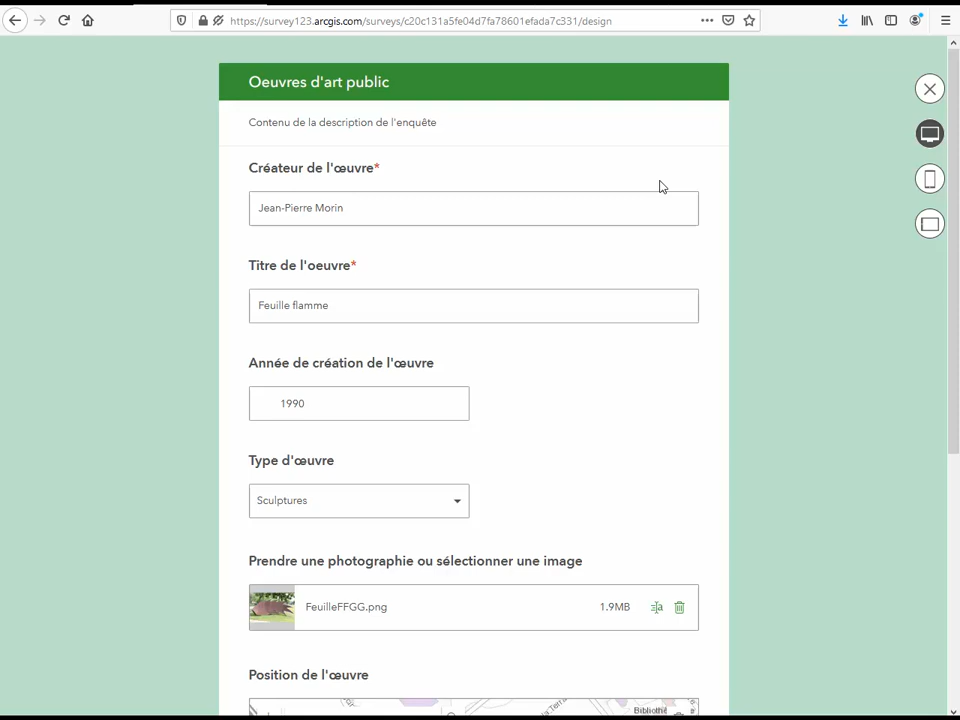 https://survey123.arcgis.com/surveys/c20c131a5fe04d7fa78601efada7c331/design
Oeuvres d'art public
Contenu de la description de l'enquête
Créateur de l'œuvre*
Jean-Pierre Morin
Titre de l'oeuvre*
Feuille flamme
Année de création de l'œuvre
1990
Type d'œuvre
Sculptures
Prendre une photographie ou sélectionner une image
FeuilleFFGG.png 1.9MB
Position de l'œuvre